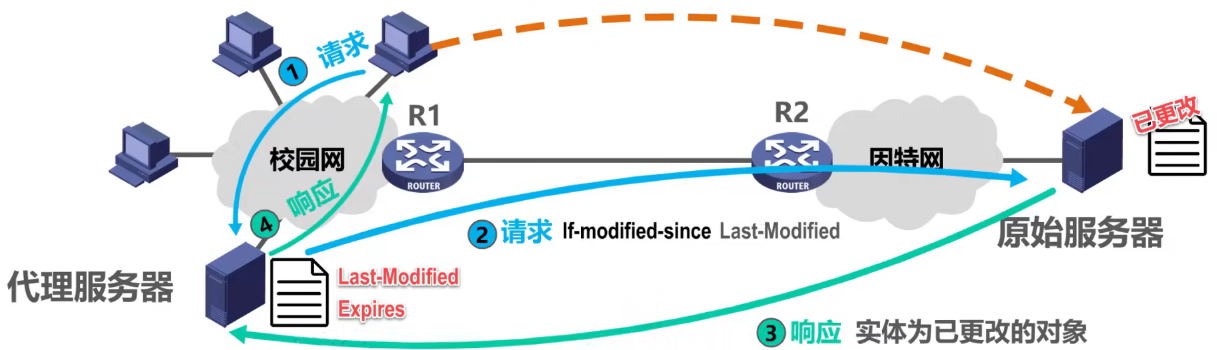 1 请求
R1
R2
已更改
校园网
ROUTER
ROUTER
因特网
4 响应
2 请求 If-modified-since Last-Modified
原始服务器
代理服务器
Last-Modified
Expires
3 响应 实体为已更改的对象